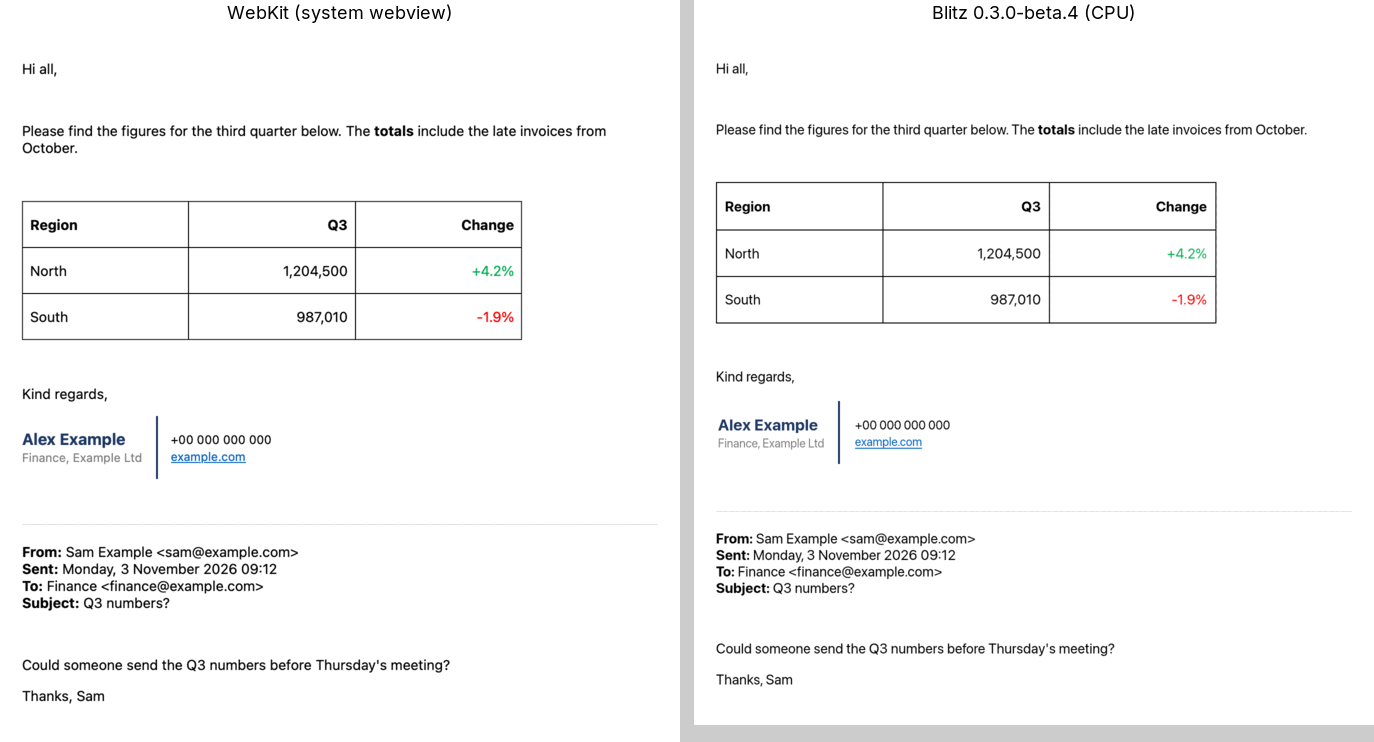 WebKit (system webview)
Hi all,
Please find the figures for the third quarter below. The totals include the late invoices from
October.
Region Q3 Change
North 1,204,500 +4.2%
South 987,010 -1.9%
Kind regards,
Alex Example
Finance, Example Ltd
+00 000 000 000
example.com
From: Sam Example <sam@example.com>
Sent: Monday, 3 November 2026 09:12
To: Finance <finance@example.com>
Subject: Q3 numbers?
Could someone send the Q3 numbers before Thursday's meeting?
Thanks, Sam
Blitz 0.3.0-beta.4 (CPU)
Hi all,
Please find the figures for the third quarter below. The totals include the late invoices from October.
Region Q3 Change
North 1,204,500 +4.2%
South 987,010 -1.9%
Kind regards,
Alex Example
Finance, Example Ltd
+00 000 000 000
example.com
From: Sam Example <sam@example.com>
Sent: Monday, 3 November 2026 09:12
To: Finance <finance@example.com>
Subject: Q3 numbers?
Could someone send the Q3 numbers before Thursday's meeting?
Thanks, Sam